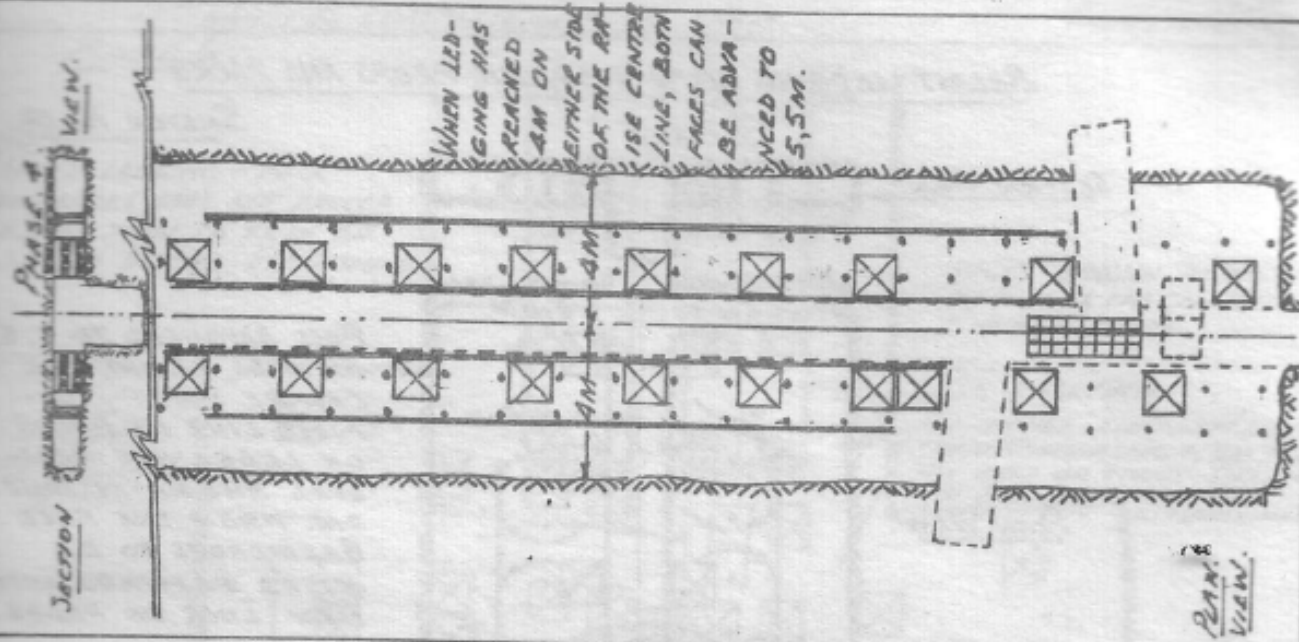 PHASE 4
SECTION VIEW.
WHEN LED-
GING HAS
REACHED
4M ON
EITHER SIDE
OF THE RA-
ISE CENTRE
LINE, BOTH
FACES CAN
BE ADVA-
NCED TO
5,5M.
4M
4M
PLAN.
VIEW.